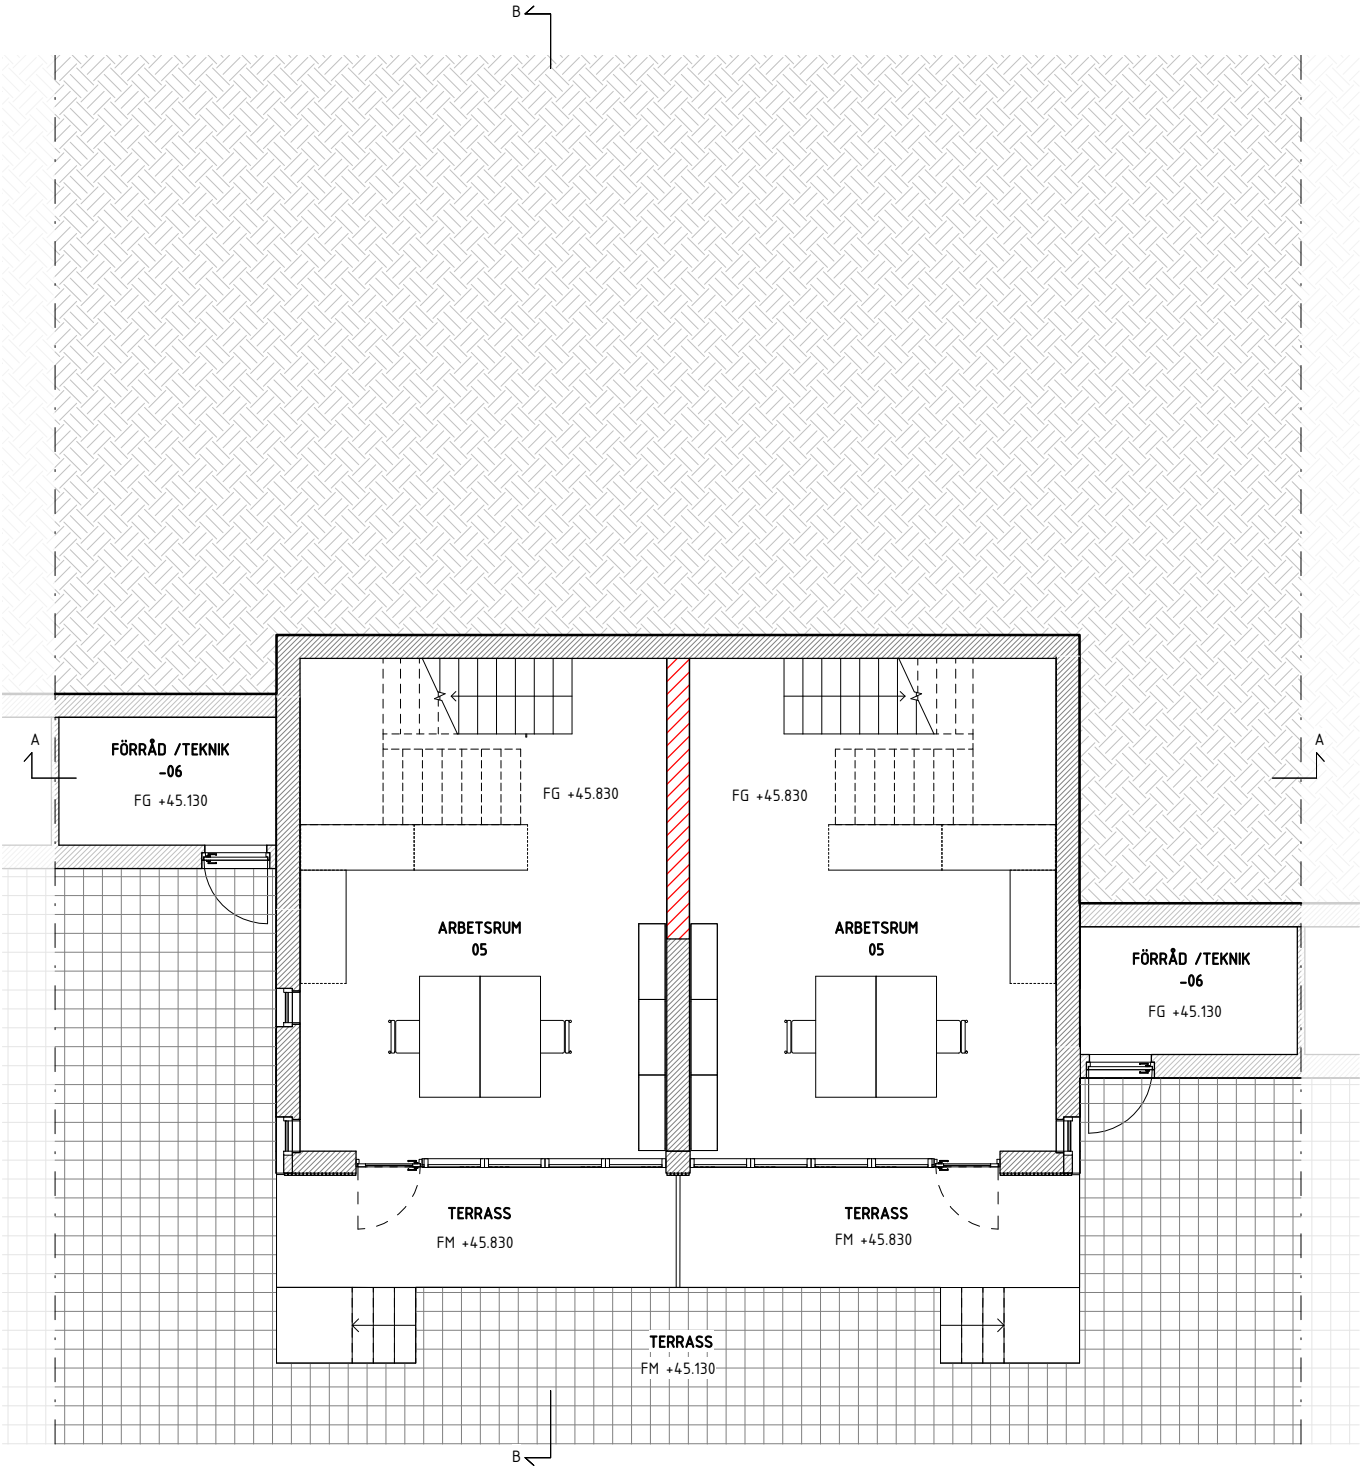 B
A
FÖRRÅD /TEKNIK
-06
FG +45.130
FG +45.830
FG +45.830
A
ARBETSRUM
05
ARBETSRUM
05
FÖRRÅD /TEKNIK
-06
FG +45.130
TERRASS
FM +45.830
TERRASS
FM +45.830
TERRASS
FM +45.130
B